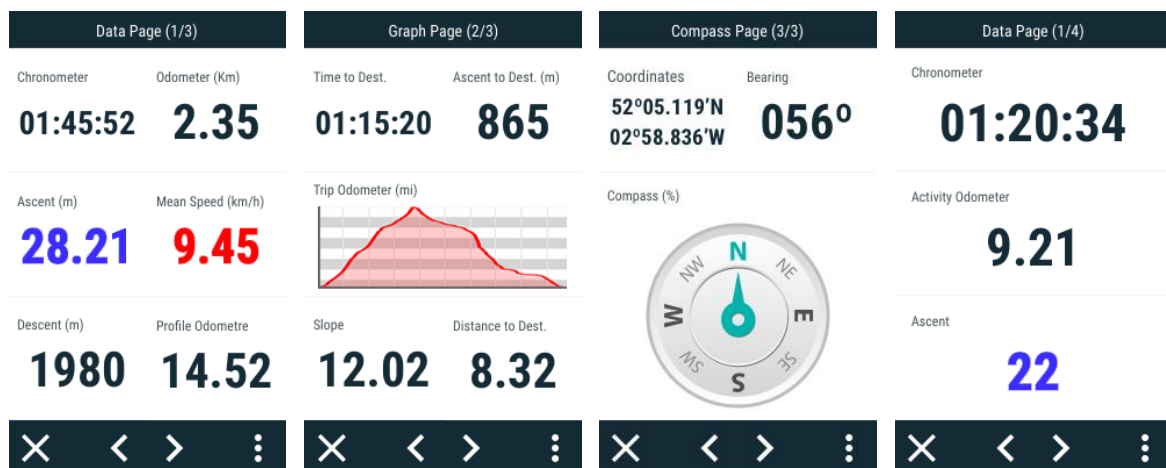 Data Page (1/3)
Chronometer Odometer (Km)
01:45:52 2.35
Ascent (m) Mean Speed (km/h)
28.21 9.45
Descent (m) Profile Odometre
1980 14.52
Graph Page (2/3)
Time to Dest. Ascent to Dest. (m)
01:15:20 865
Trip Odometer (mi)
Slope Distance to Dest.
12.02 8.32
Compass Page (3/3)
Coordinates Bearing
52º05.119’N 056º
02º58.836’W
Compass (%)
N
NW NE
W E
SW SE
S
Data Page (1/4)
Chronometer
01:20:34
Activity Odometer
9.21
Ascent
22